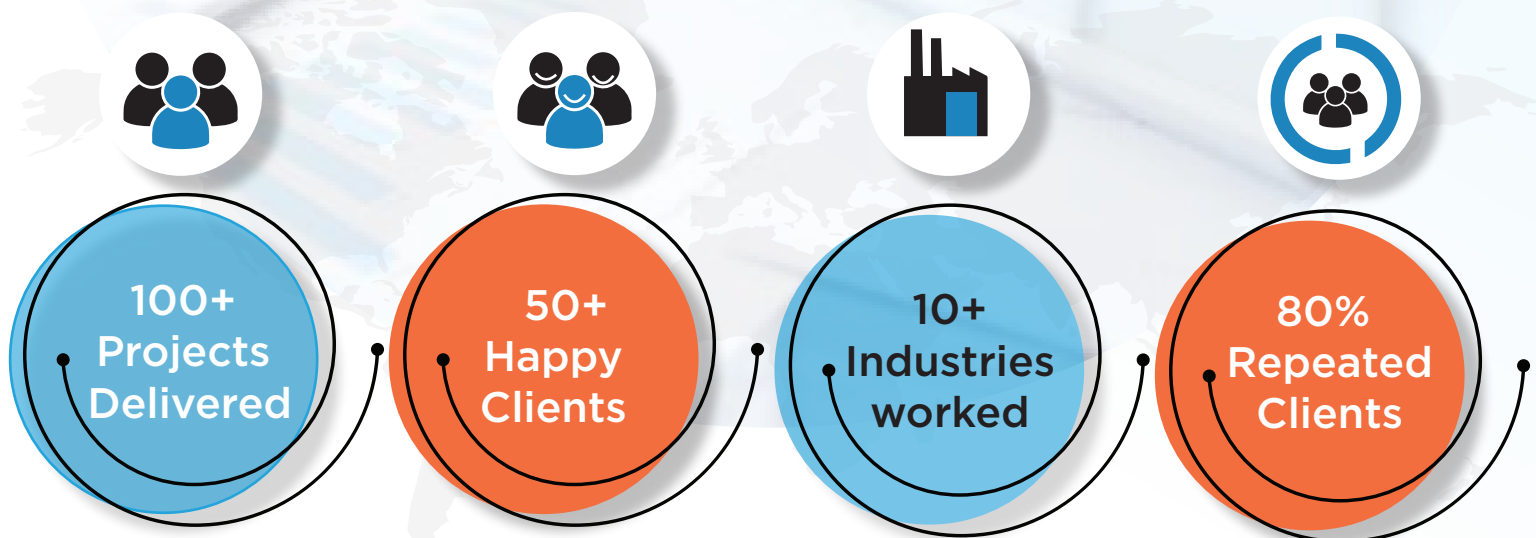 100+
Projects
Delivered
50+
Happy
Clients
10+
Industries
worked
80%
Repeated
Clients